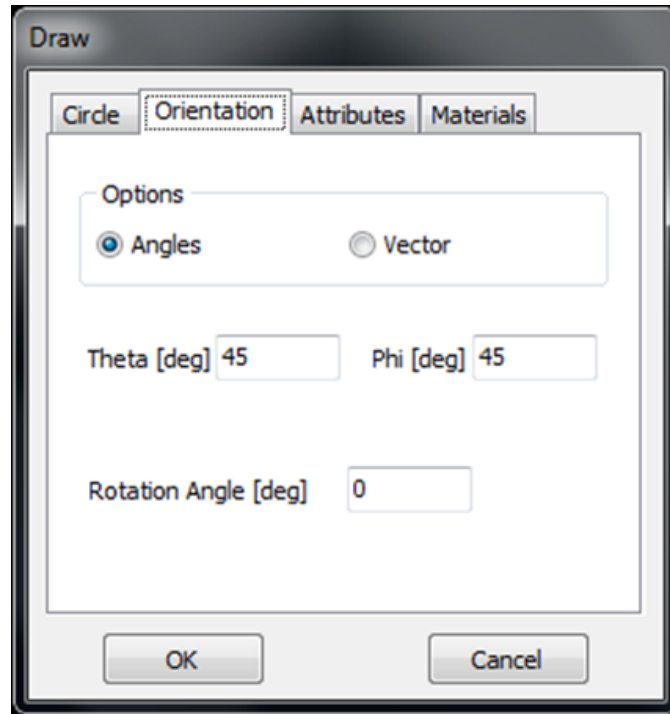 Draw
Circle Orientation Attributes Materials
Options
Angles Vector
Theta [deg] 45 Phi [deg] 45
Rotation Angle [deg] 0
OK Cancel